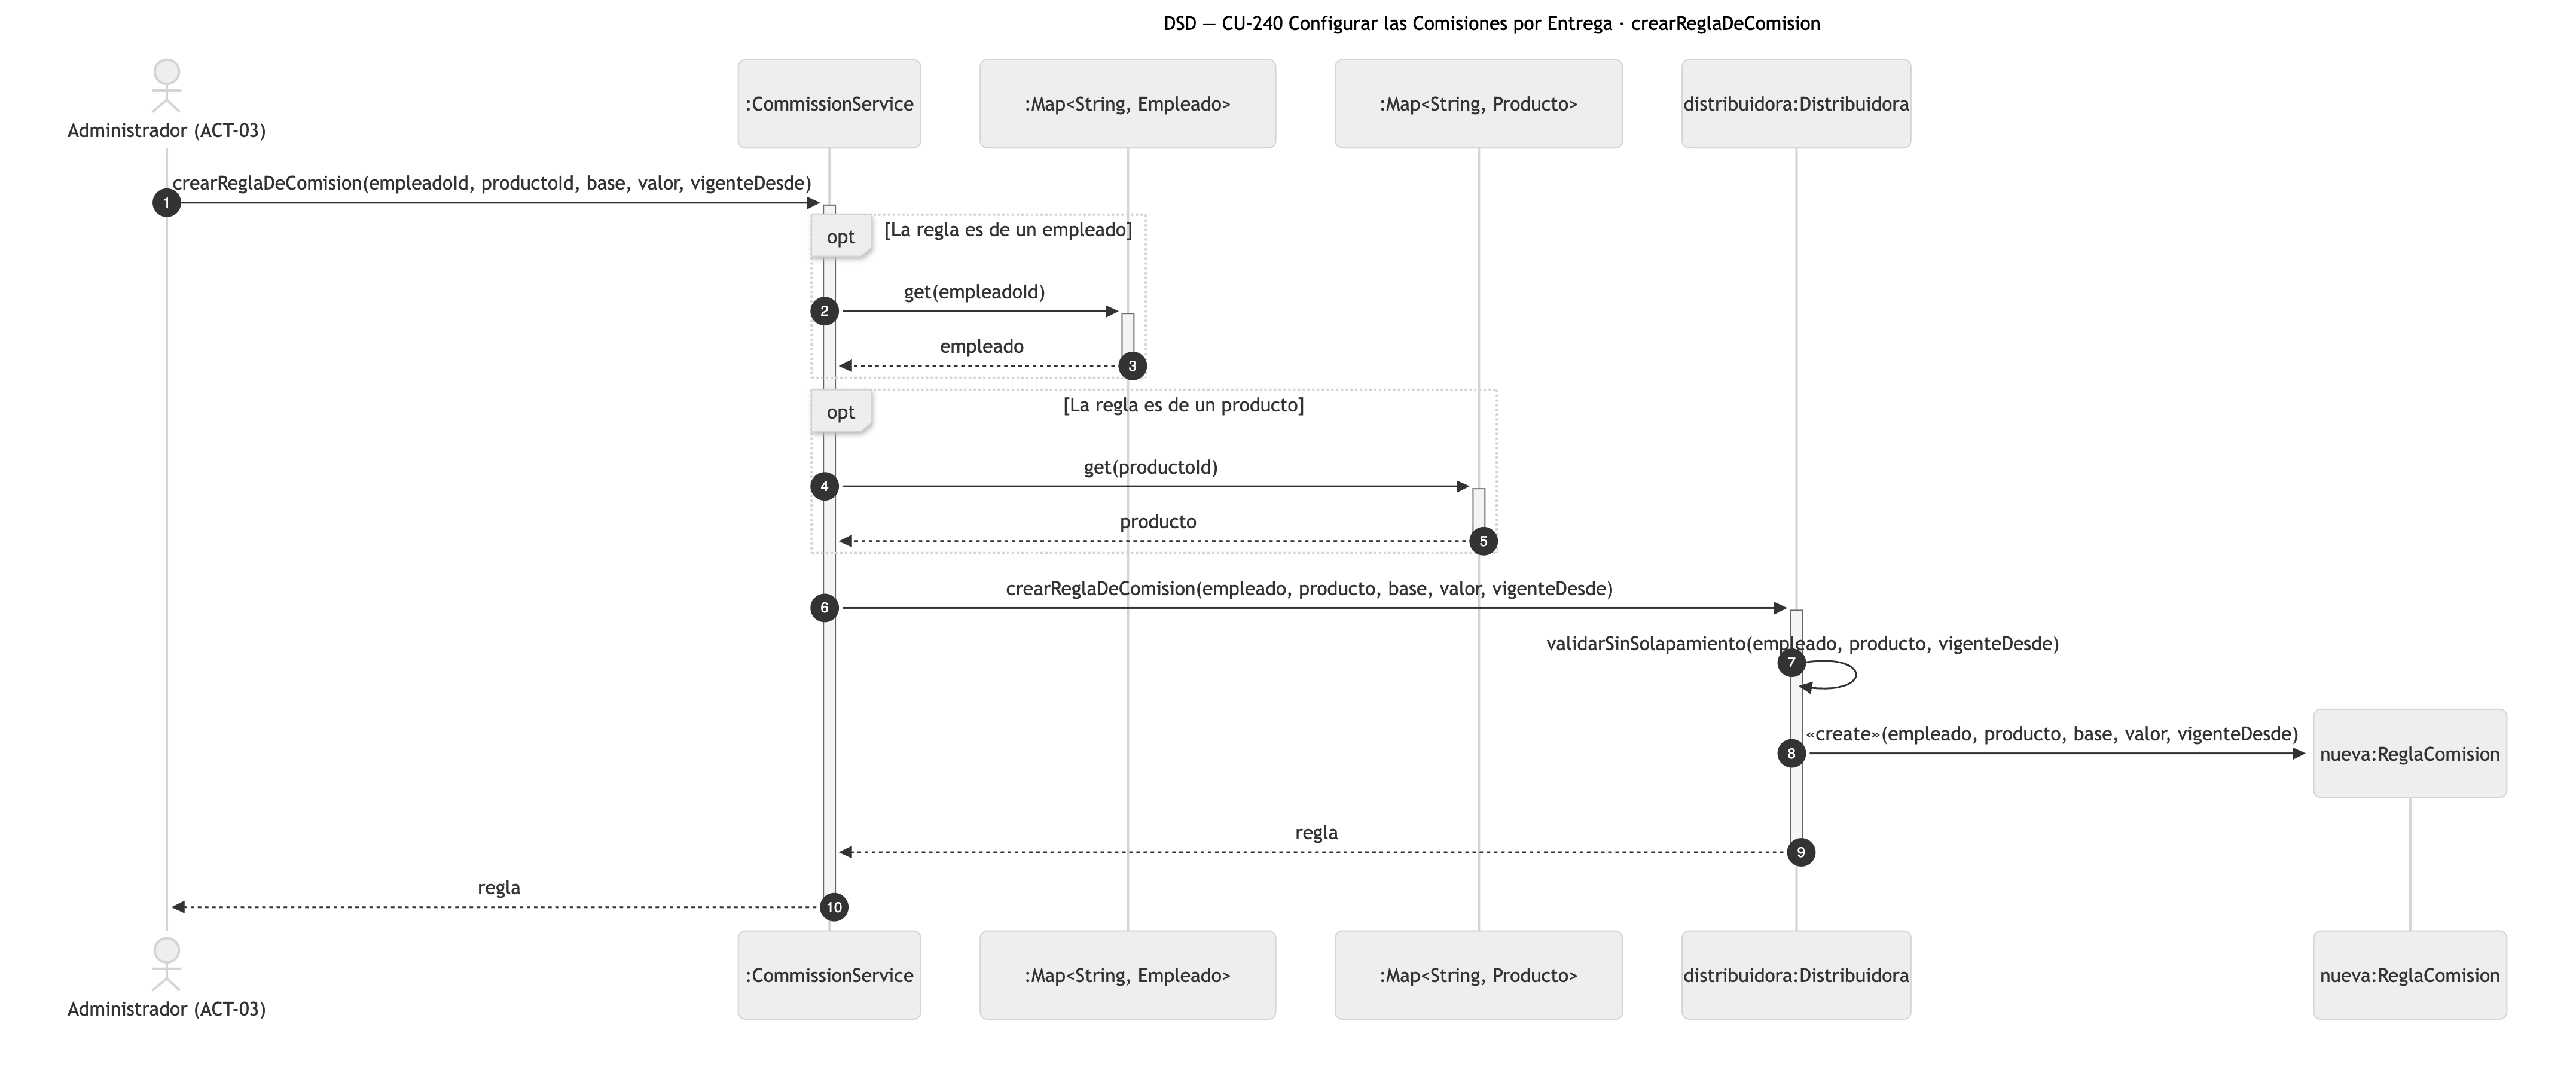 DSD — CU-240 Configurar las Comisiones por Entrega · crearReglaDeComision
Administrador (ACT-03)
:CommissionService
:Map<String, Empleado>
:Map<String, Producto>
distribuidora:Distribuidora
crearReglaDeComision(empleadoId, productoId, base, valor, vigenteDesde)
1
opt
[La regla es de un empleado]
get(empleadoId)
2
empleado
3
opt
[La regla es de un producto]
get(productoId)
4
producto
5
crearReglaDeComision(empleado, producto, base, valor, vigenteDesde)
6
validarSinSolapamiento(empleado, producto, vigenteDesde)
7
«create»(empleado, producto, base, valor, vigenteDesde)
8
nueva:ReglaComision
regla
9
regla
10
Administrador (ACT-03)
:CommissionService
:Map<String, Empleado>
:Map<String, Producto>
distribuidora:Distribuidora
nueva:ReglaComision